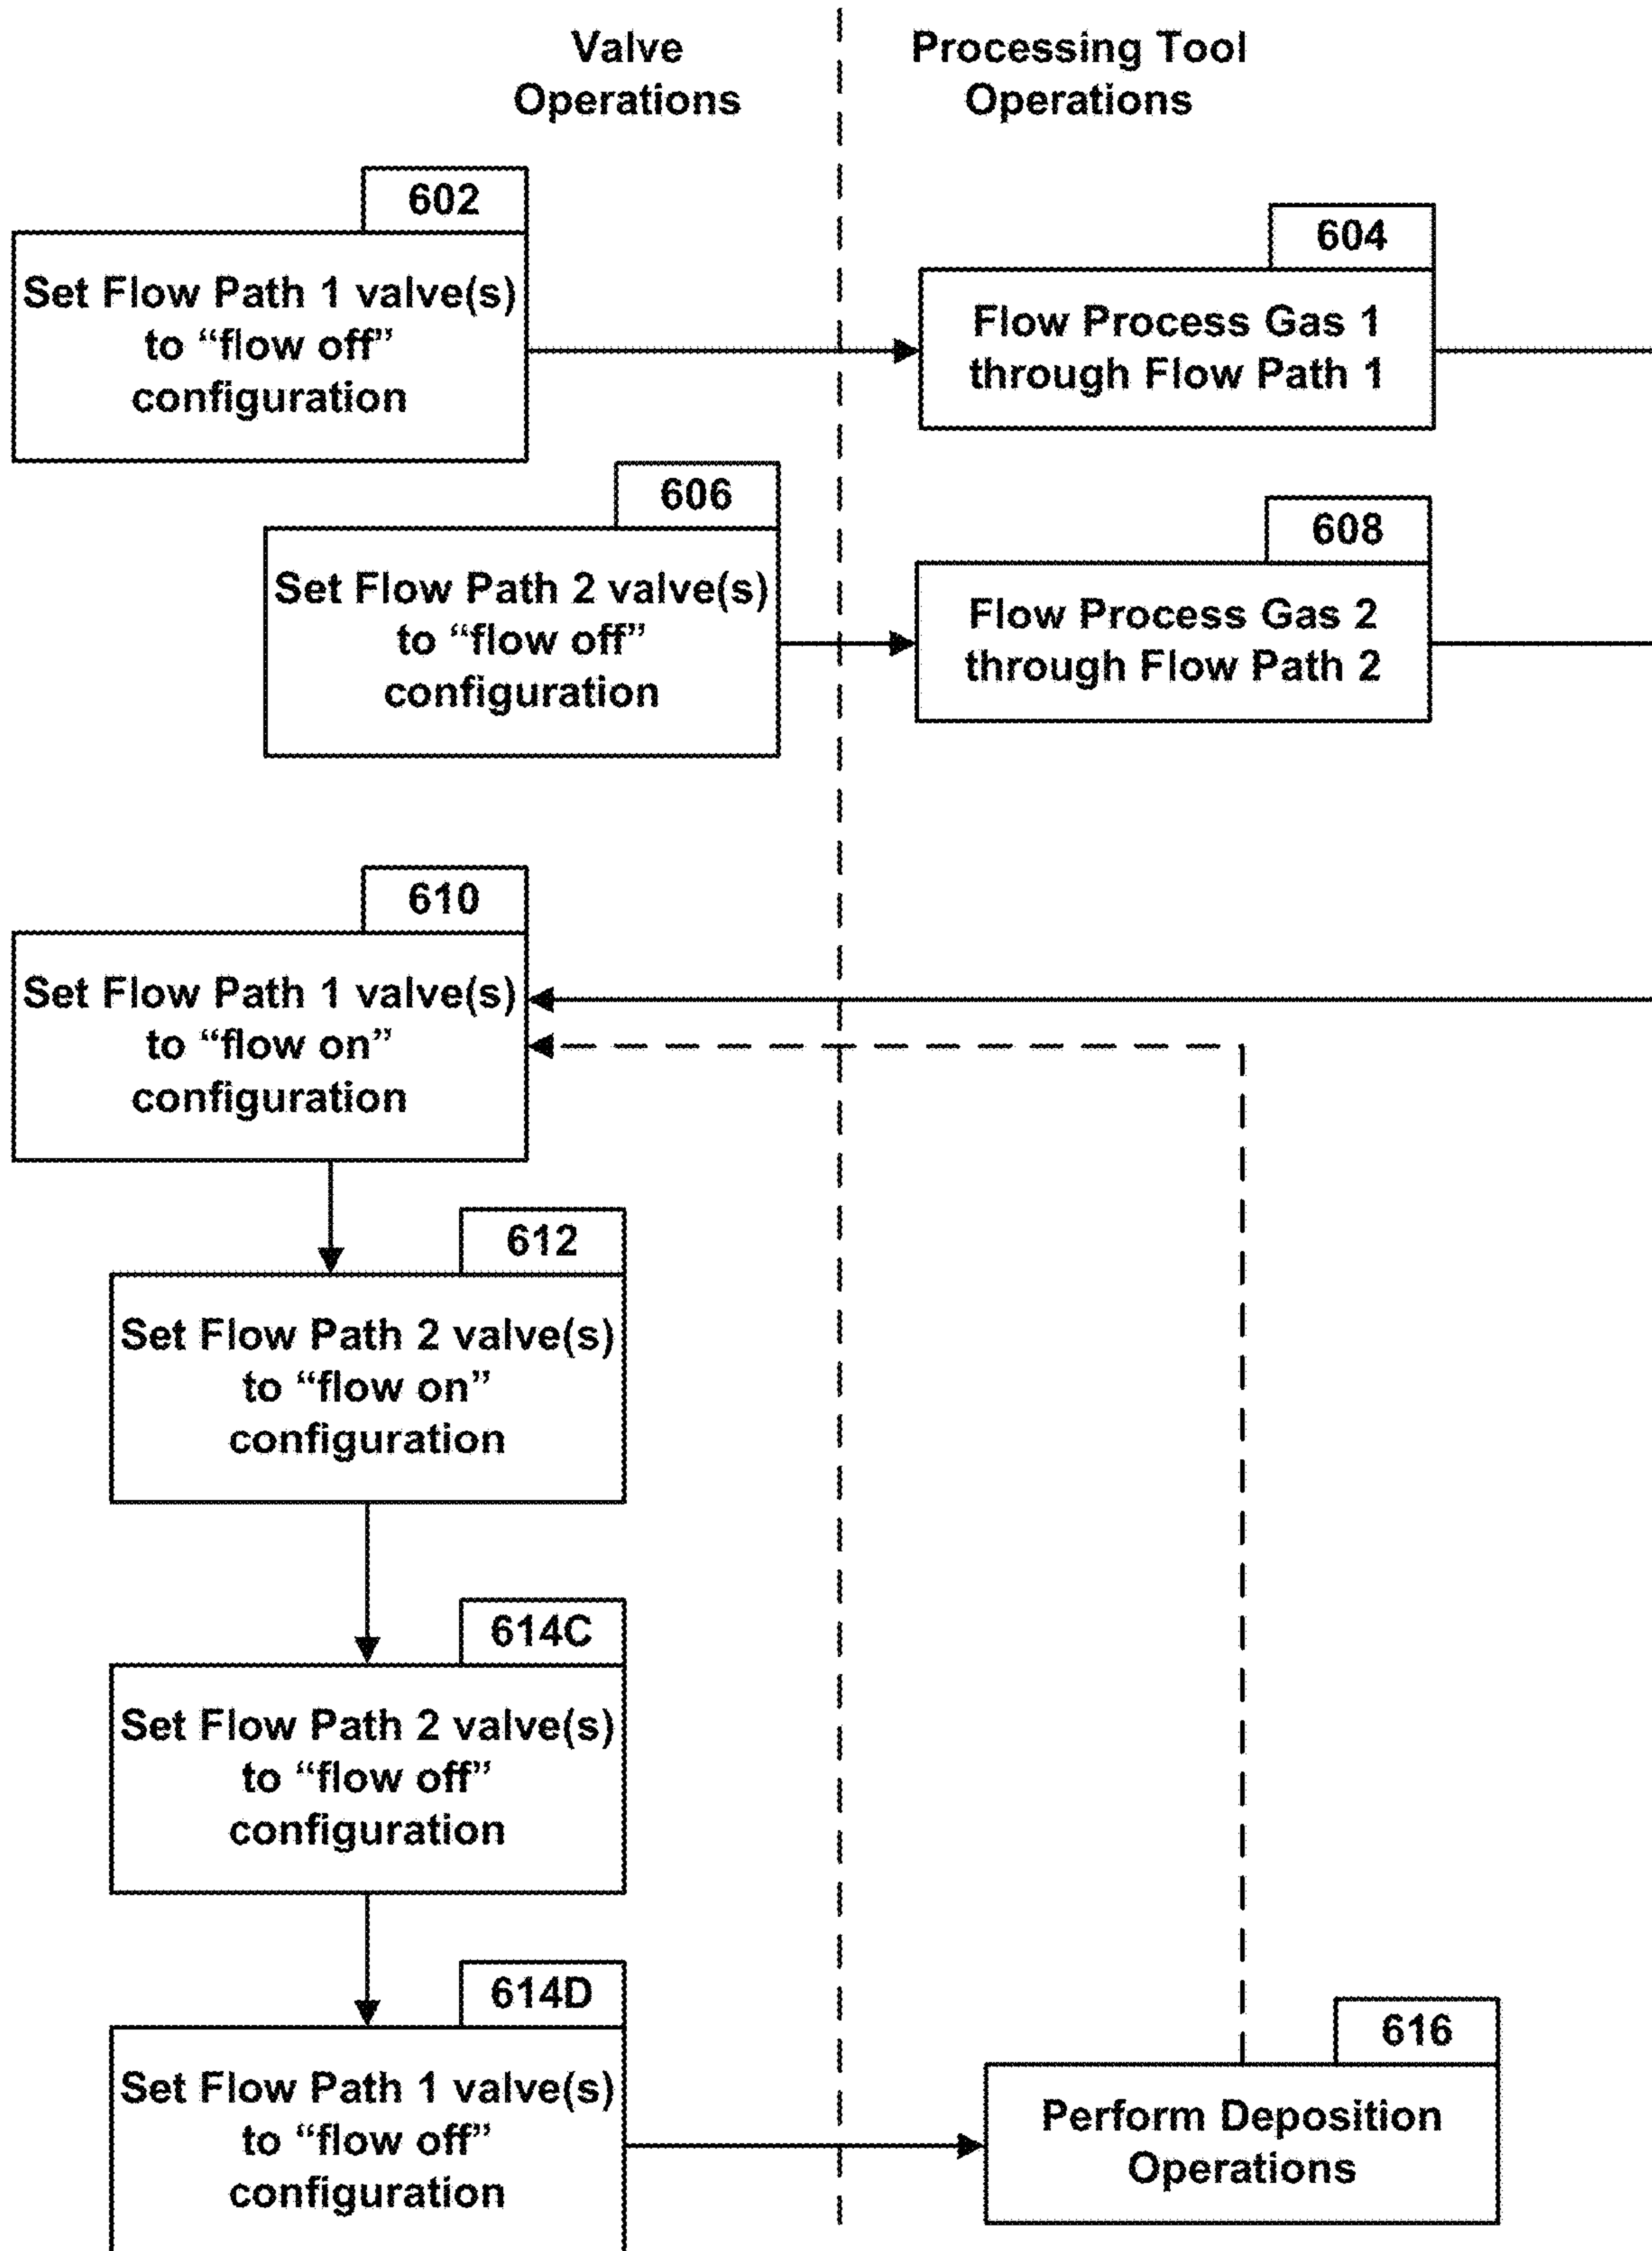 Valve
Operations
Processing Tool
Operations
602
Set Flow Path 1 valve(s)
to “flow off”
configuration
604
Flow Process Gas 1
through Flow Path 1
606
Set Flow Path 2 valve(s)
to “flow off”
configuration
608
Flow Process Gas 2
through Flow Path 2
610
Set Flow Path 1 valve(s)
to “flow on”
configuration
612
Set Flow Path 2 valve(s)
to “flow on”
configuration
614C
Set Flow Path 2 valve(s)
to “flow off”
configuration
614D
Set Flow Path 1 valve(s)
to “flow off”
configuration
616
Perform Deposition
Operations